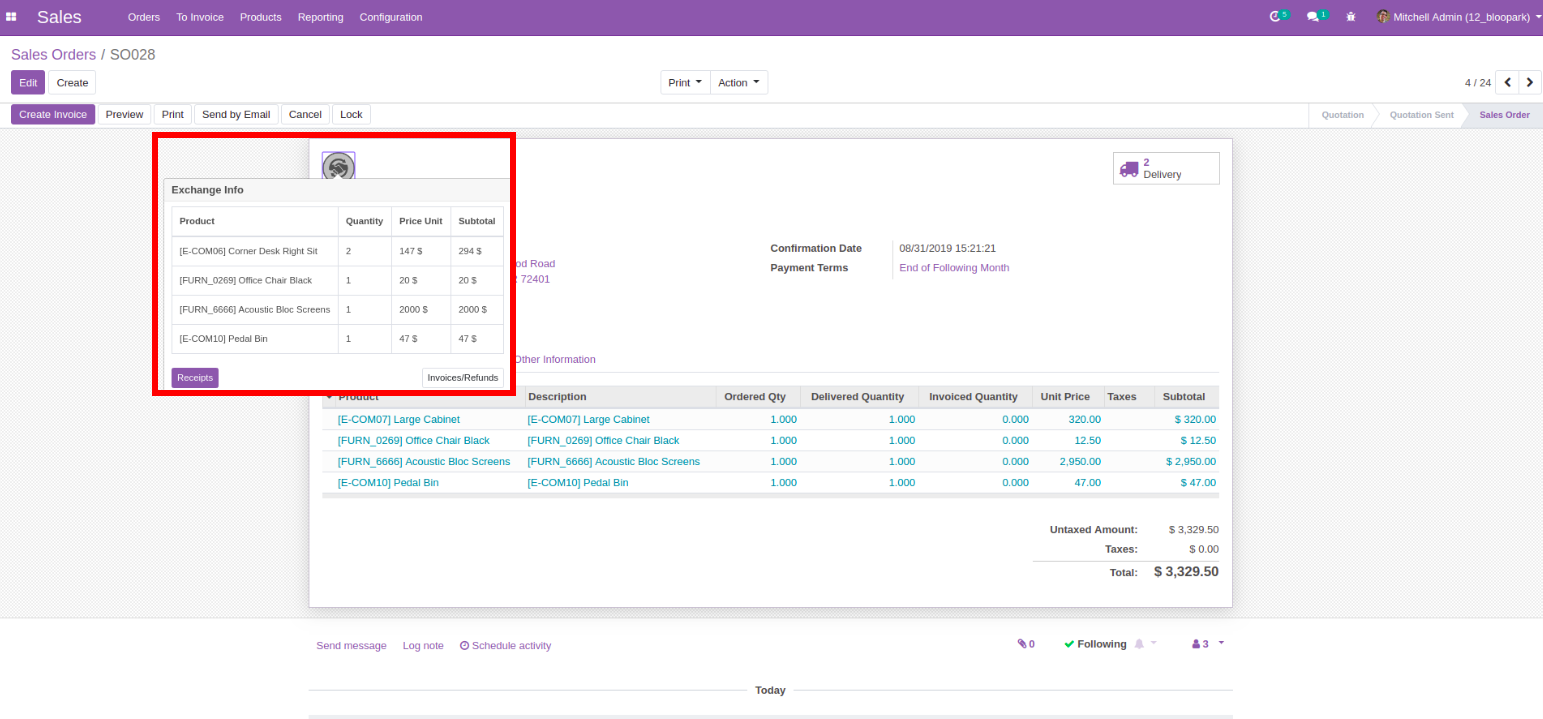 Sales Orders To Invoice Products Reporting Configuration 5 1 Mitchell Admin (12_bloopark)
Sales Orders / SO028
Edit Create Print Action 4 / 24
Create Invoice Preview Print Send by Email Cancel Lock Quotation Quotation Sent Sales Order
2
Delivery
Exchange Info
Product Quantity Price Unit Subtotal
[E-COM06] Corner Desk Right Sit 2 147 $ 294 $
[FURN_0269] Office Chair Black 1 20 $ 20 $
[FURN_6666] Acoustic Bloc Screens 1 2000 $ 2000 $
[E-COM10] Pedal Bin 1 47 $ 47 $
Receipts Invoices/Refunds
Confirmation Date 08/31/2019 15:21:21
Road
Payment Terms End of Following Month
72401
Other Information
Product Description Ordered Qty Delivered Quantity Invoiced Quantity Unit Price Taxes Subtotal
[E-COM07] Large Cabinet [E-COM07] Large Cabinet 1.000 1.000 0.000 320.00 $ 320.00
[FURN_0269] Office Chair Black [FURN_0269] Office Chair Black 1.000 1.000 0.000 12.50 $ 12.50
[FURN_6666] Acoustic Bloc Screens [FURN_6666] Acoustic Bloc Screens 1.000 1.000 0.000 2,950.00 $ 2,950.00
[E-COM10] Pedal Bin [E-COM10] Pedal Bin 1.000 1.000 0.000 47.00 $ 47.00
Untaxed Amount: $ 3,329.50
Taxes: $ 0.00
Total: $ 3,329.50
Send message Log note Schedule activity 0 Following 3
Today